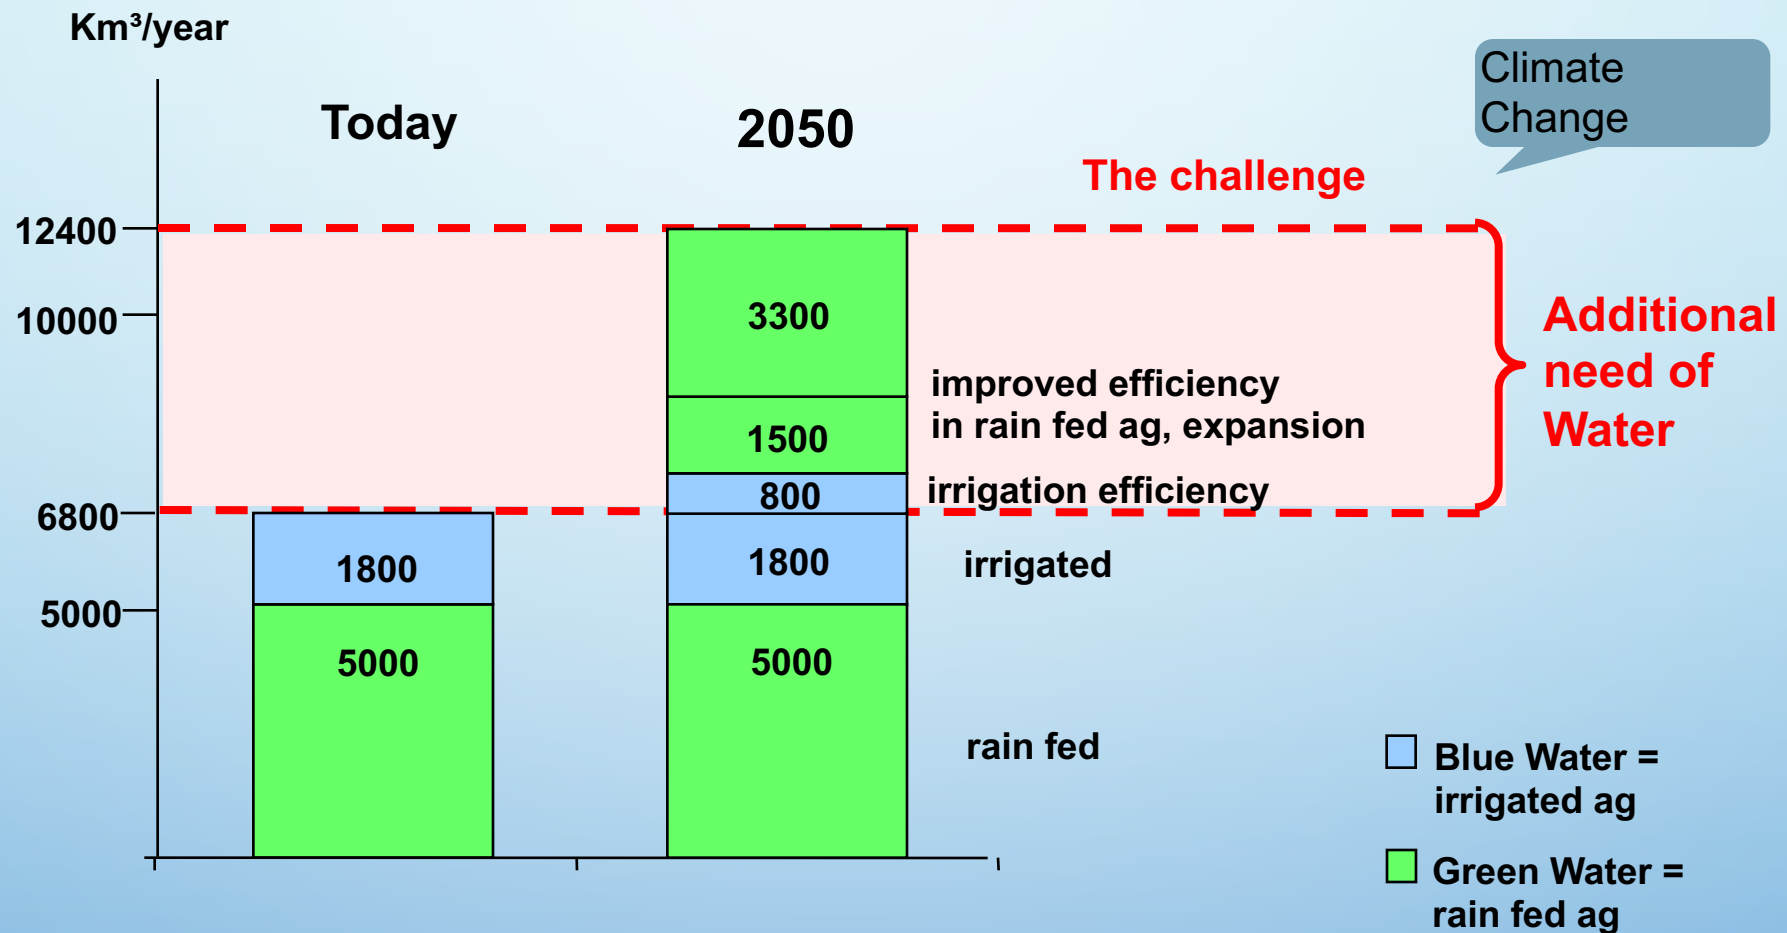 Km³/year
Climate
Change
Today
2050
The challenge
12400
10000
6800
5000
3300
1500
800
1800
5000
1800
5000
improved efficiency
in rain fed ag, expansion
irrigation efficiency
irrigated
rain fed
Additional
need of
Water
Blue Water =
irrigated ag
Green Water =
rain fed ag